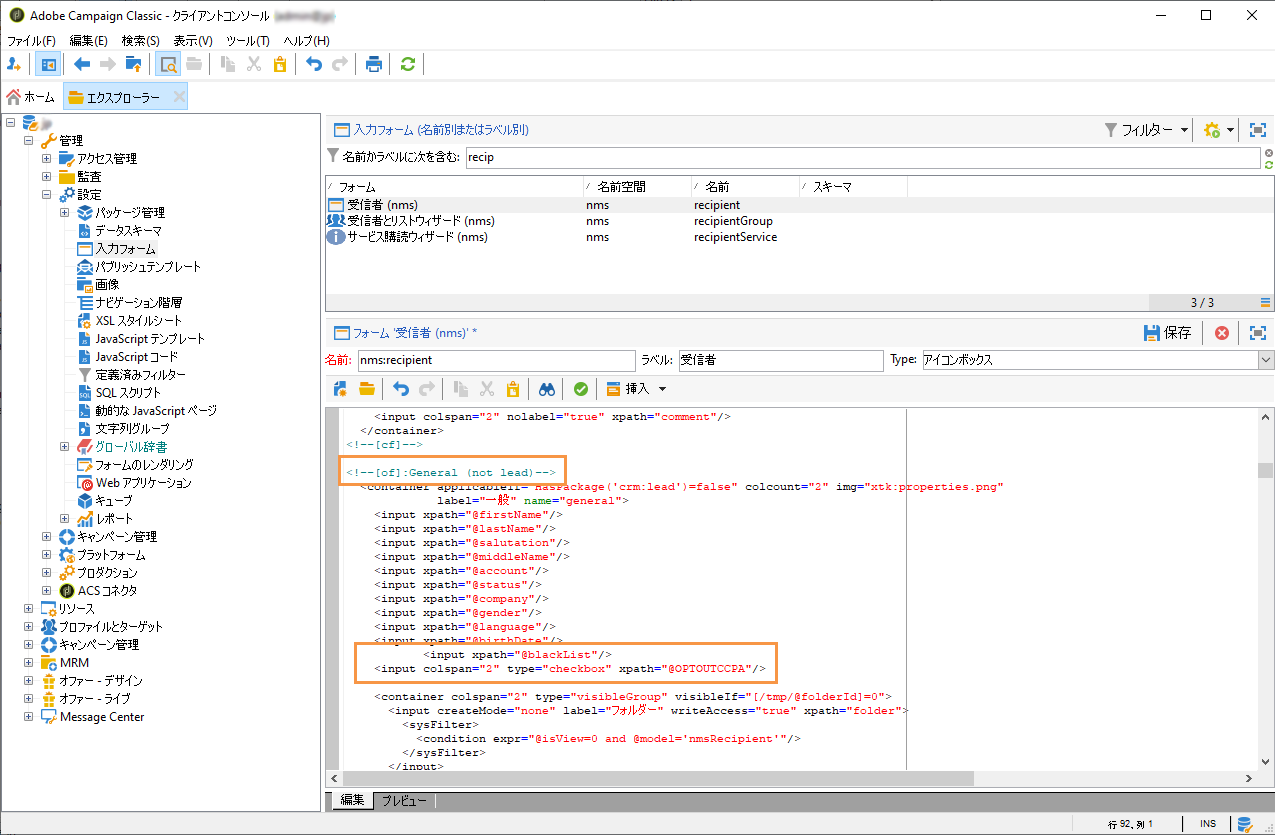 Adobe Campaign Classic - クライアントコンソール
ファイル(F) 編集(E) 検索(S) 表示(V) ツール(T) ヘルプ(H)
ホーム エクスプローラー
管理
アクセス管理
監査
設定
パッケージ管理
データスキーマ
入力フォーム
パブリッシュテンプレート
画像
ナビゲーション階層
XSL スタイルシート
JavaScript テンプレート
JavaScript コード
定義済みフィルター
SQL スクリプト
動的な JavaScript ページ
文字列グループ
グローバル辞書
フォームのレンダリング
Web アプリケーション
キューブ
レポート
キャンペーン管理
プラットフォーム
プロダクション
ACS コネクタ
リソース
プロファイルとターゲット
キャンペーン管理
MRM
オファー - デザイン
オファー - ライブ
Message Center
入力フォーム (名前別またはラベル別) フィルター
名前かラベルに次を含む: recip
フォーム 名前空間 名前 スキーマ
受信者 (nms) nms recipient
受信者とリストウィザード (nms) nms recipientGroup
サービス購読ウィザード (nms) nms recipientService
3 / 3
フォーム '受信者 (nms)' * 保存
名前: nms:recipient ラベル: 受信者 Type: アイコンボックス
挿入
<input colspan="2" nolabel="true" xpath="comment"/>
</container>
<!--[cf]-->
<!--[of]:General (not lead)-->
<container applicableIf="HasPackage('crm:lead')=false" colcount="2" img="xtk:properties.png"
label="一般" name="general">
<input xpath="@firstName"/>
<input xpath="@lastName"/>
<input xpath="@salutation"/>
<input xpath="@middleName"/>
<input xpath="@account"/>
<input xpath="@status"/>
<input xpath="@company"/>
<input xpath="@gender"/>
<input xpath="@language"/>
<input xpath="@birthDate"/>
<input xpath="@blackList"/>
<input colspan="2" type="checkbox" xpath="@OPTOUTCCPA"/>
<container colspan="2" type="visibleGroup" visibleIf="[/tmp/@folderId]=0">
<input createMode="none" label="フォルダー" writeAccess="true" xpath="folder">
<sysFilter>
<condition expr="@isView=0 and @model='nmsRecipient'"/>
</sysFilter>
</input>
編集 プレビュー
行 92, 列 1 INS